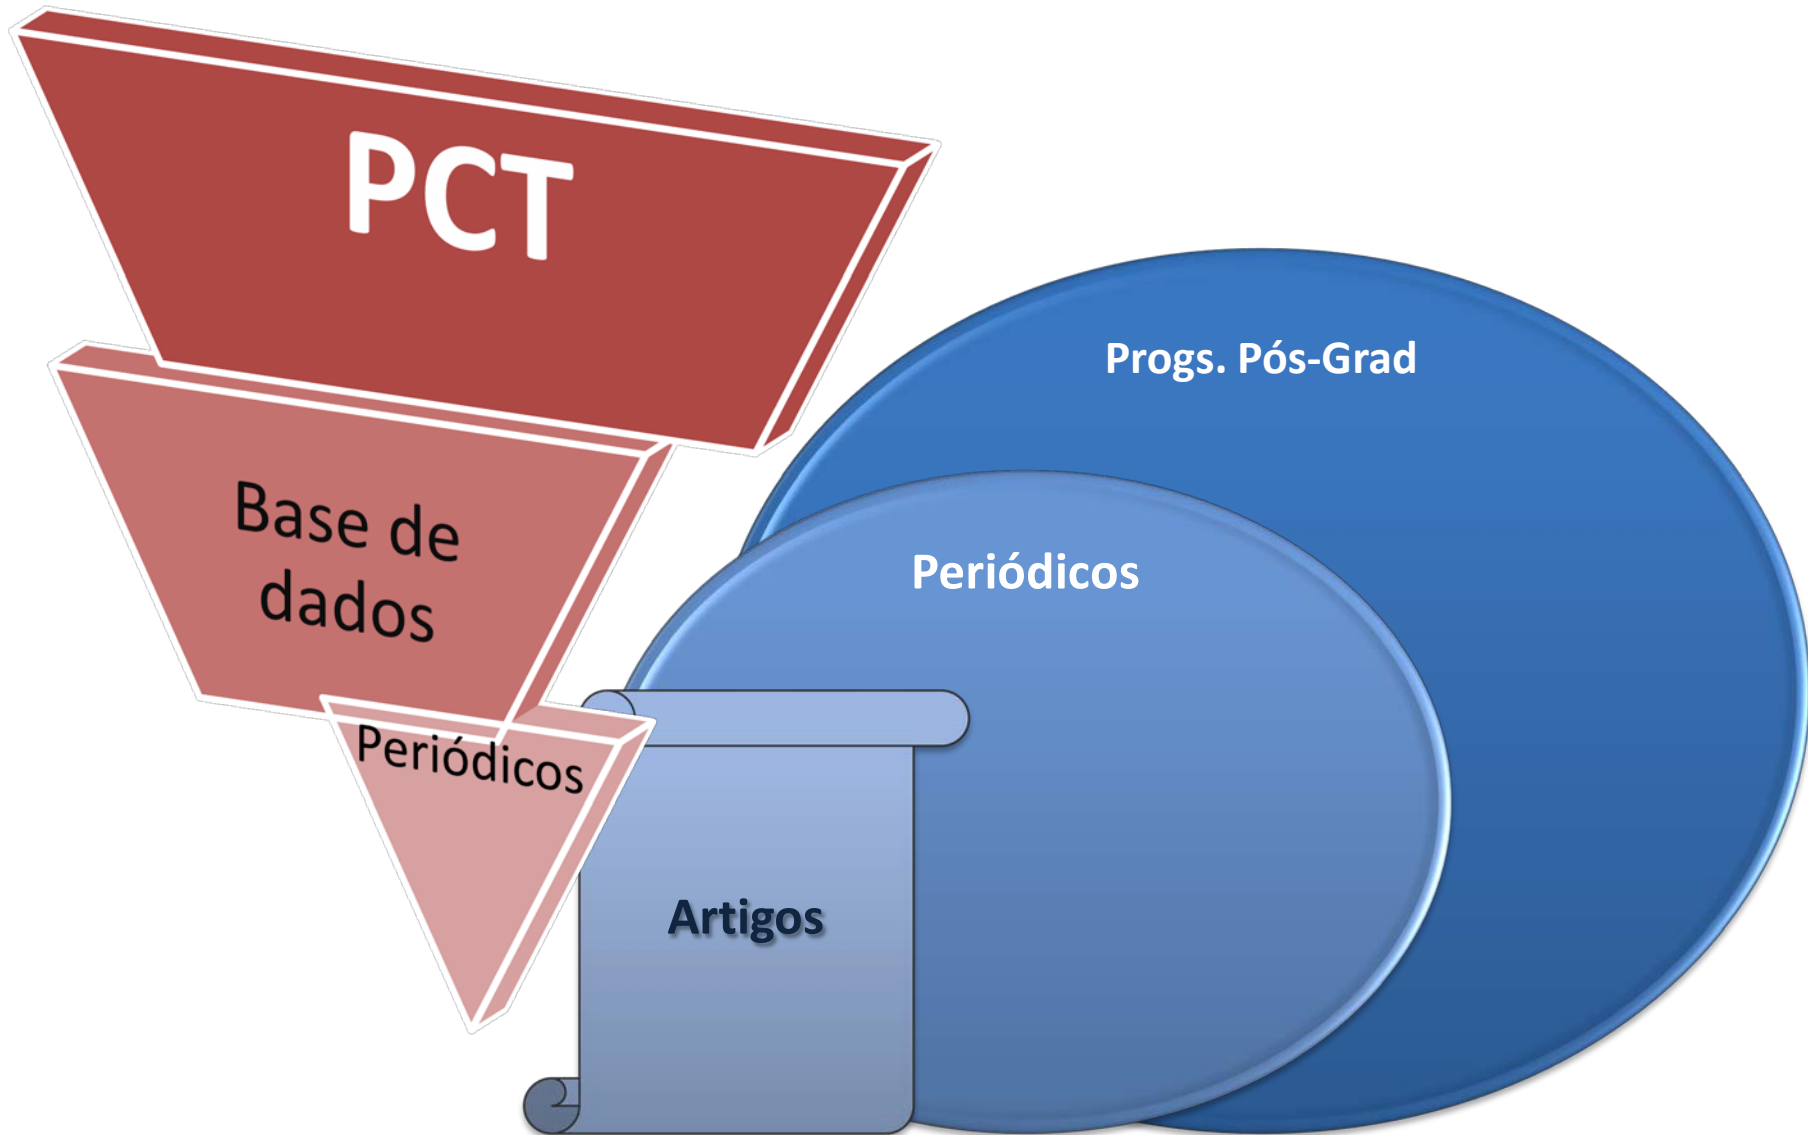 PCT
Progs. Pós-Grad
Base de
dados
Periódicos
Periódicos
Artigos